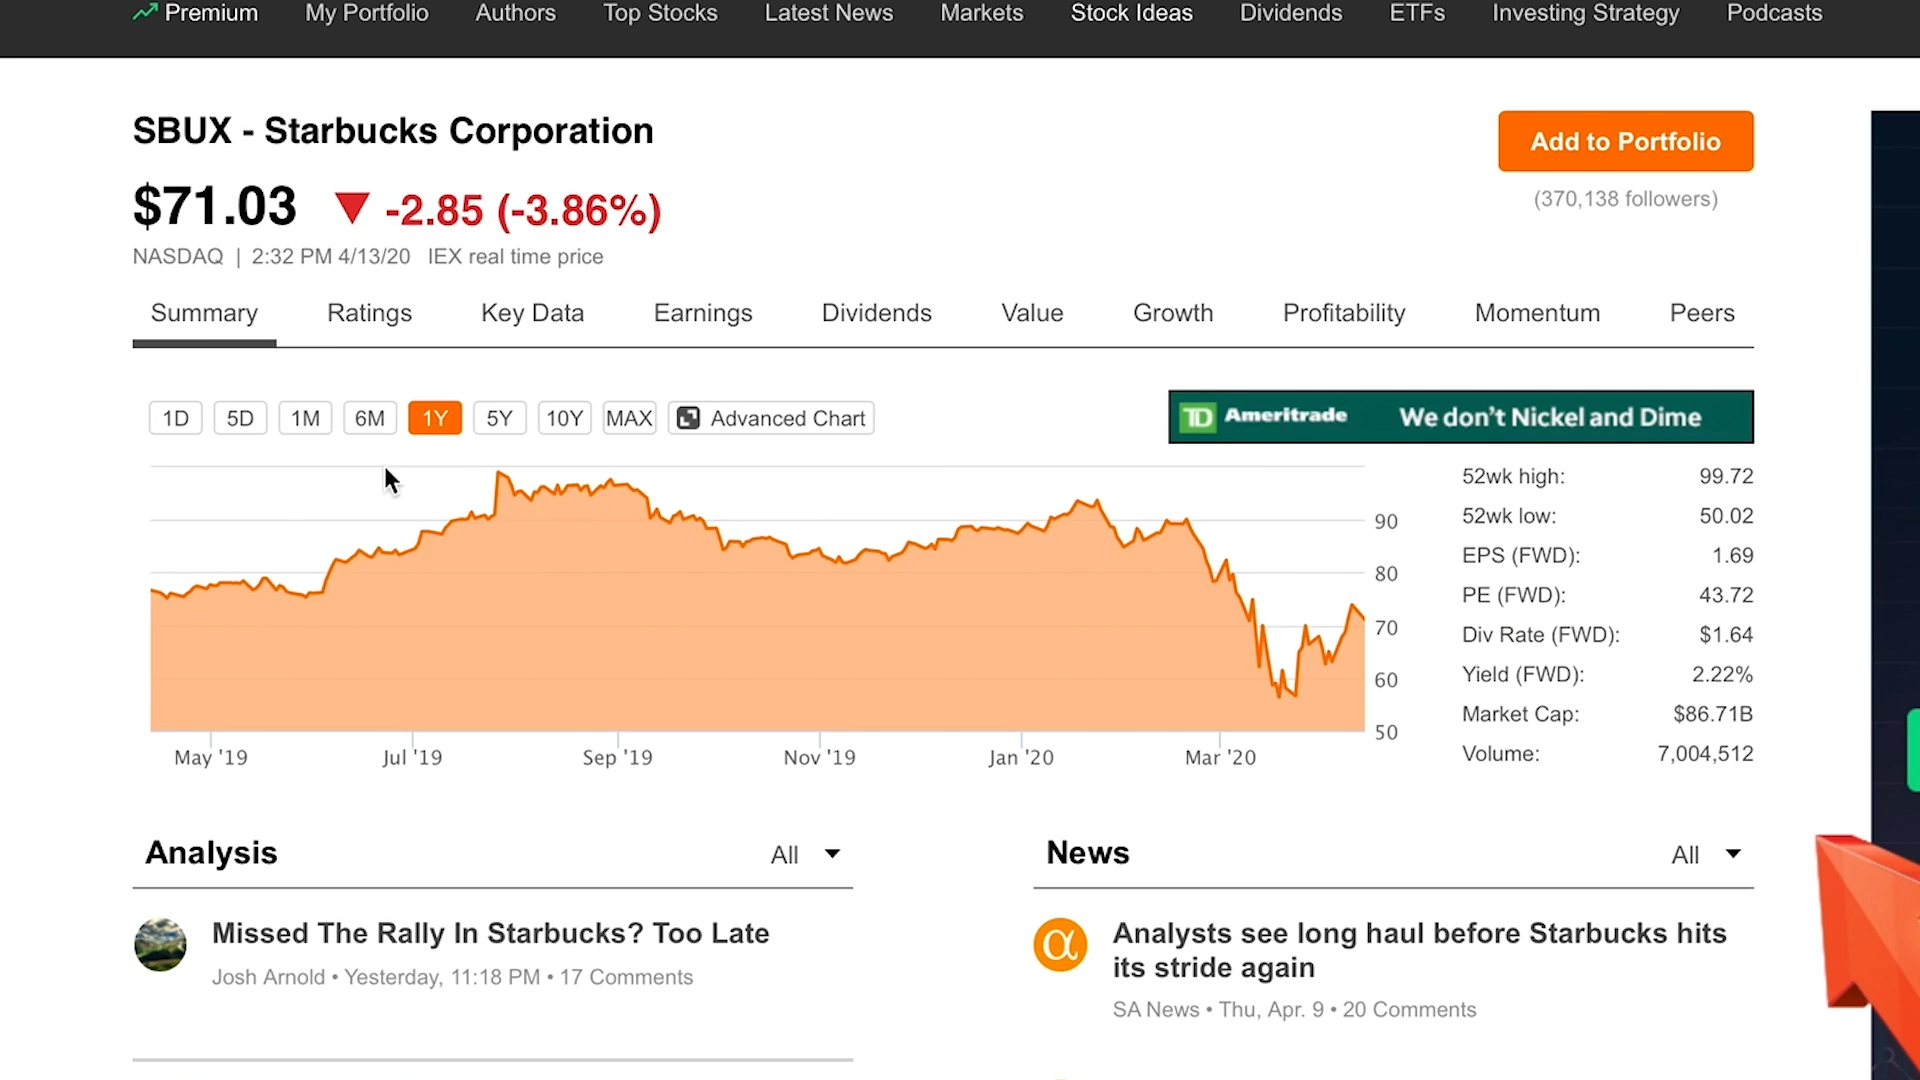 Premium My Portfolio Authors Top Stocks Latest News Markets Stock Ideas Dividends ETFs Investing Strategy Podcasts
SBUX - Starbucks Corporation
Add to Portfolio
(370,138 followers)
$71.03 ▼ -2.85 (-3.86%)
NASDAQ | 2:32 PM 4/13/20 IEX real time price
Summary Ratings Key Data Earnings Dividends Value Growth Profitability Momentum Peers
1D 5D 1M 6M 1Y 5Y 10Y MAX Advanced Chart
TD Ameritrade We don't Nickel and Dime
90
80
70
60
50
May '19 Jul '19 Sep '19 Nov '19 Jan '20 Mar '20
52wk high: 99.72
52wk low: 50.02
EPS (FWD): 1.69
PE (FWD): 43.72
Div Rate (FWD): $1.64
Yield (FWD): 2.22%
Market Cap: $86.71B
Volume: 7,004,512
Analysis All
Missed The Rally In Starbucks? Too Late
Josh Arnold • Yesterday, 11:18 PM • 17 Comments
News All
α
Analysts see long haul before Starbucks hits
its stride again
SA News • Thu, Apr. 9 • 20 Comments